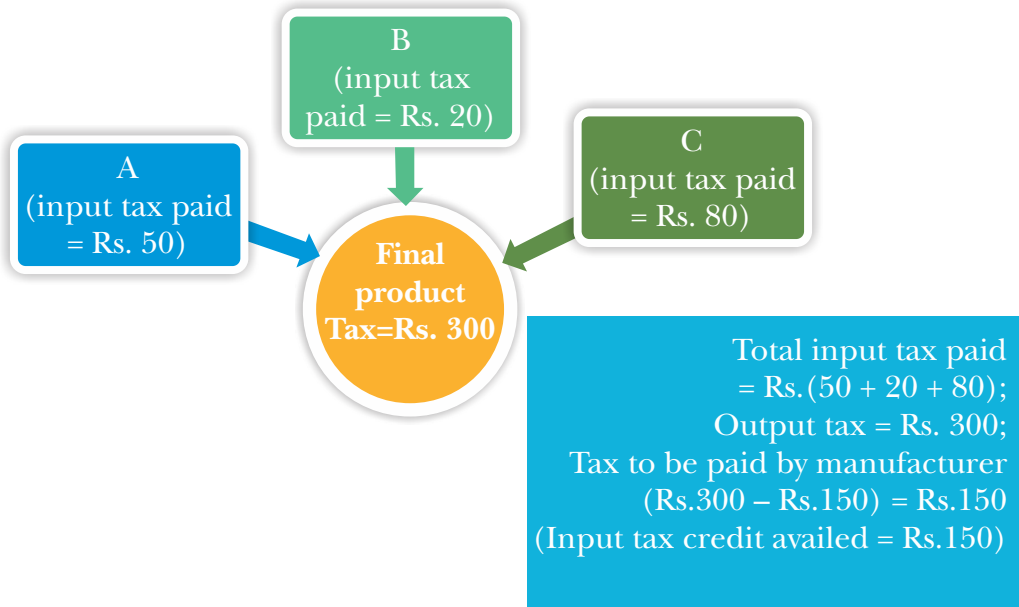 B
(input tax
paid = Rs. 20)
A
(input tax paid
= Rs. 50)
C
(input tax paid
= Rs. 80)
Final
product
Tax=Rs. 300
Total input tax paid
= Rs.(50 + 20 + 80);
Output tax = Rs. 300;
Tax to be paid by manufacturer
(Rs.300 – Rs.150) = Rs.150
(Input tax credit availed = Rs.150)